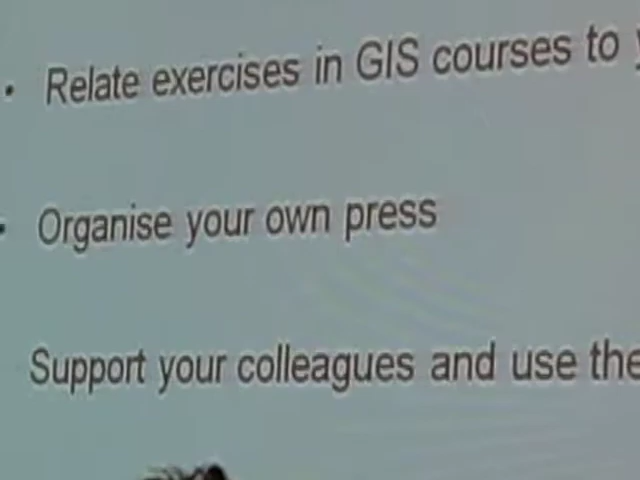 • Relate exercises in GIS courses to
• Organise your own press
Support your colleagues and use the